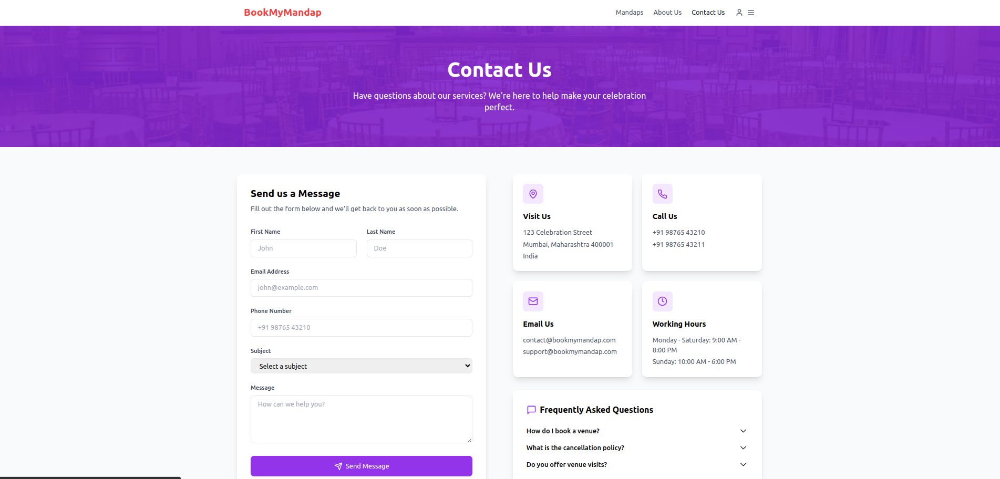 BookMyMandap
Mandaps
About Us
Contact Us
Contact Us
Have questions about our services? We're here to help make your celebration
perfect.
Send us a Message
Fill out the form below and we'll get back to you as soon as possible.
First Name
Last Name
John
Doe
Email Address
john@example.com
Phone Number
+91 98765 43210
Subject
Select a subject
Message
How can we help you?
Send Message
Visit Us
123 Celebration Street
Mumbai, Maharashtra 400001
India
Call Us
+91 98765 43210
+91 98765 43211
Email Us
contact@bookmymandap.com
support@bookmymandap.com
Working Hours
Monday - Saturday: 9:00 AM -
8:00 PM
Sunday: 10:00 AM - 6:00 PM
Frequently Asked Questions
How do I book a venue?
What is the cancellation policy?
Do you offer venue visits?